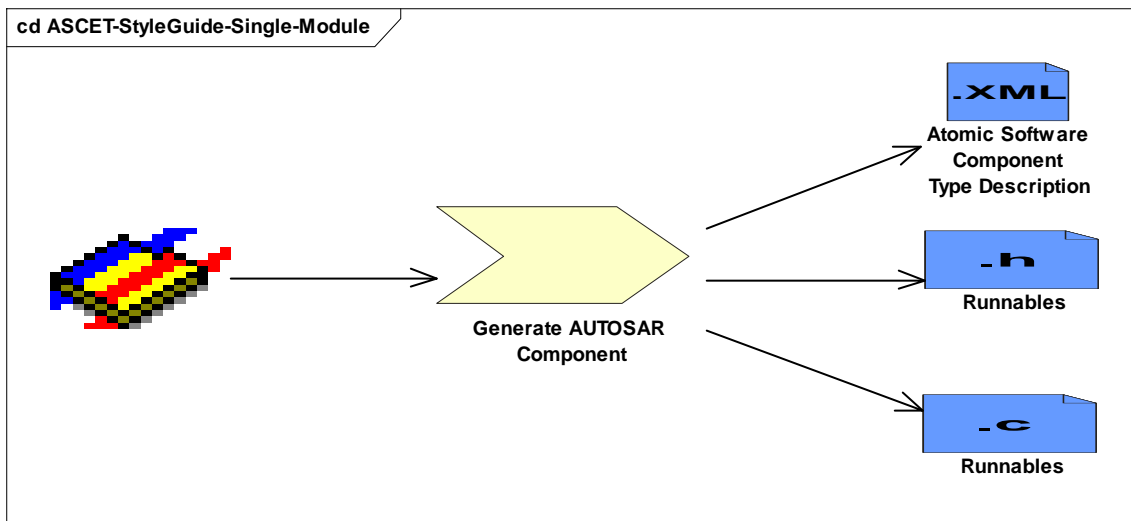 cd ASCET-StyleGuide-Single-Module
.XML
Atomic Software
Component
Type Description
.h
Runnables
Generate AUTOSAR
Component
.c
Runnables